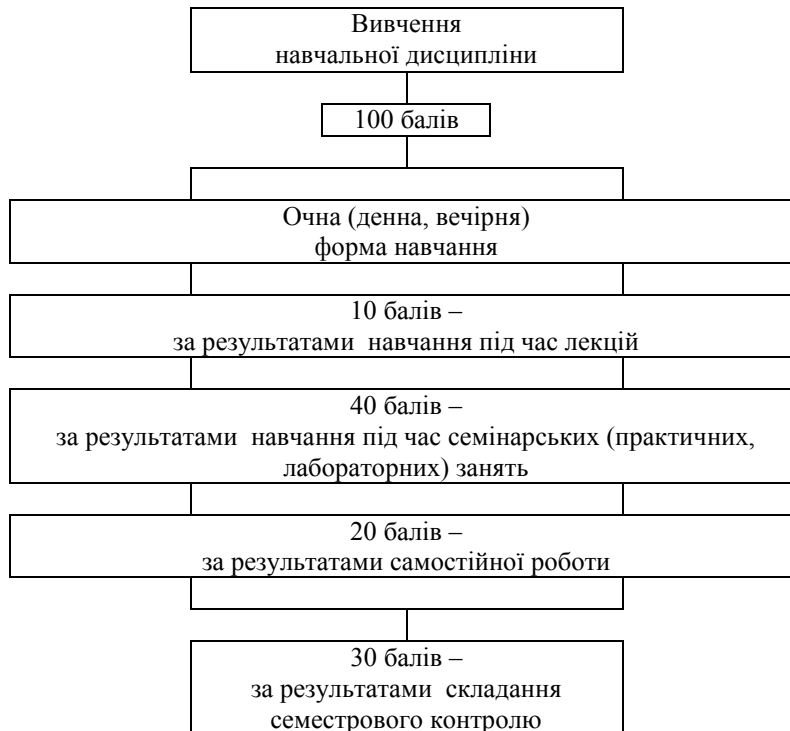 Вивчення
навчальної дисципліни
100 балів
Очна (денна, вечірня)
форма навчання
10 балів –
за результатами навчання під час лекцій
40 балів –
за результатами навчання під час семінарських (практичних,
лабораторних) занять
20 балів –
за результатами самостійної роботи
30 балів –
за результатами складання
семестрового контролю